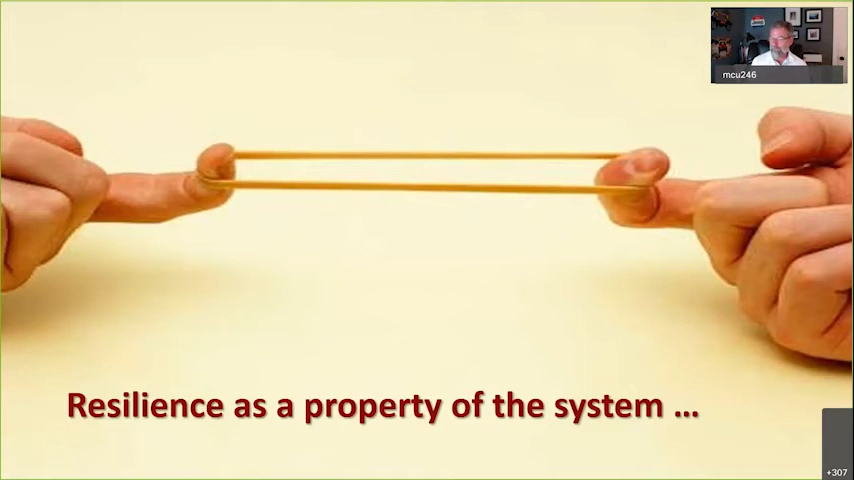 mcu246
Resilience as a property of the system ...
+307